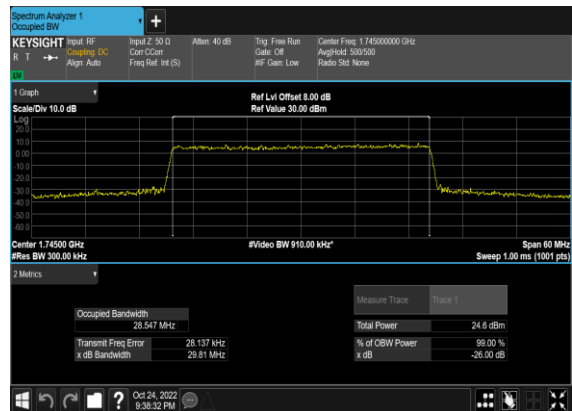 Spectrum Analyzer 1
Occupied BW
KEYSIGHT
R T
LW
Input: RF
Coupling: DC
Align: Auto
Input Z: 50 Ω
Corr CCorr
Freq Ref: Int (S)
Atten: 40 dB
Trig: Free Run
Gate: Off
#IF Gain: Low
Center Freq: 1.745000000 GHz
Avg|Hold: 500/500
Radio Std: None
1 Graph
Scale/Div 10.0 dB
Ref Lvl Offset 8.00 dB
Ref Value 30.00 dBm
Log
20.0
10.0
0.00
-10.0
-20.0
-30.0
-40.0
-50.0
-60.0
Center 1.74500 GHz
#Res BW 300.00 kHz
#Video BW 910.00 kHz*
Span 60 MHz
Sweep 1.00 ms (1001 pts)
2 Metrics
Measure Trace Trace 1
Occupied Bandwidth
28.547 MHz
Total Power 24.6 dBm
Transmit Freq Error 28.137 kHz
% of OBW Power 99.00 %
x dB Bandwidth 29.81 MHz
x dB -26.00 dB
?
Oct 24, 2022
9:38:32 PM